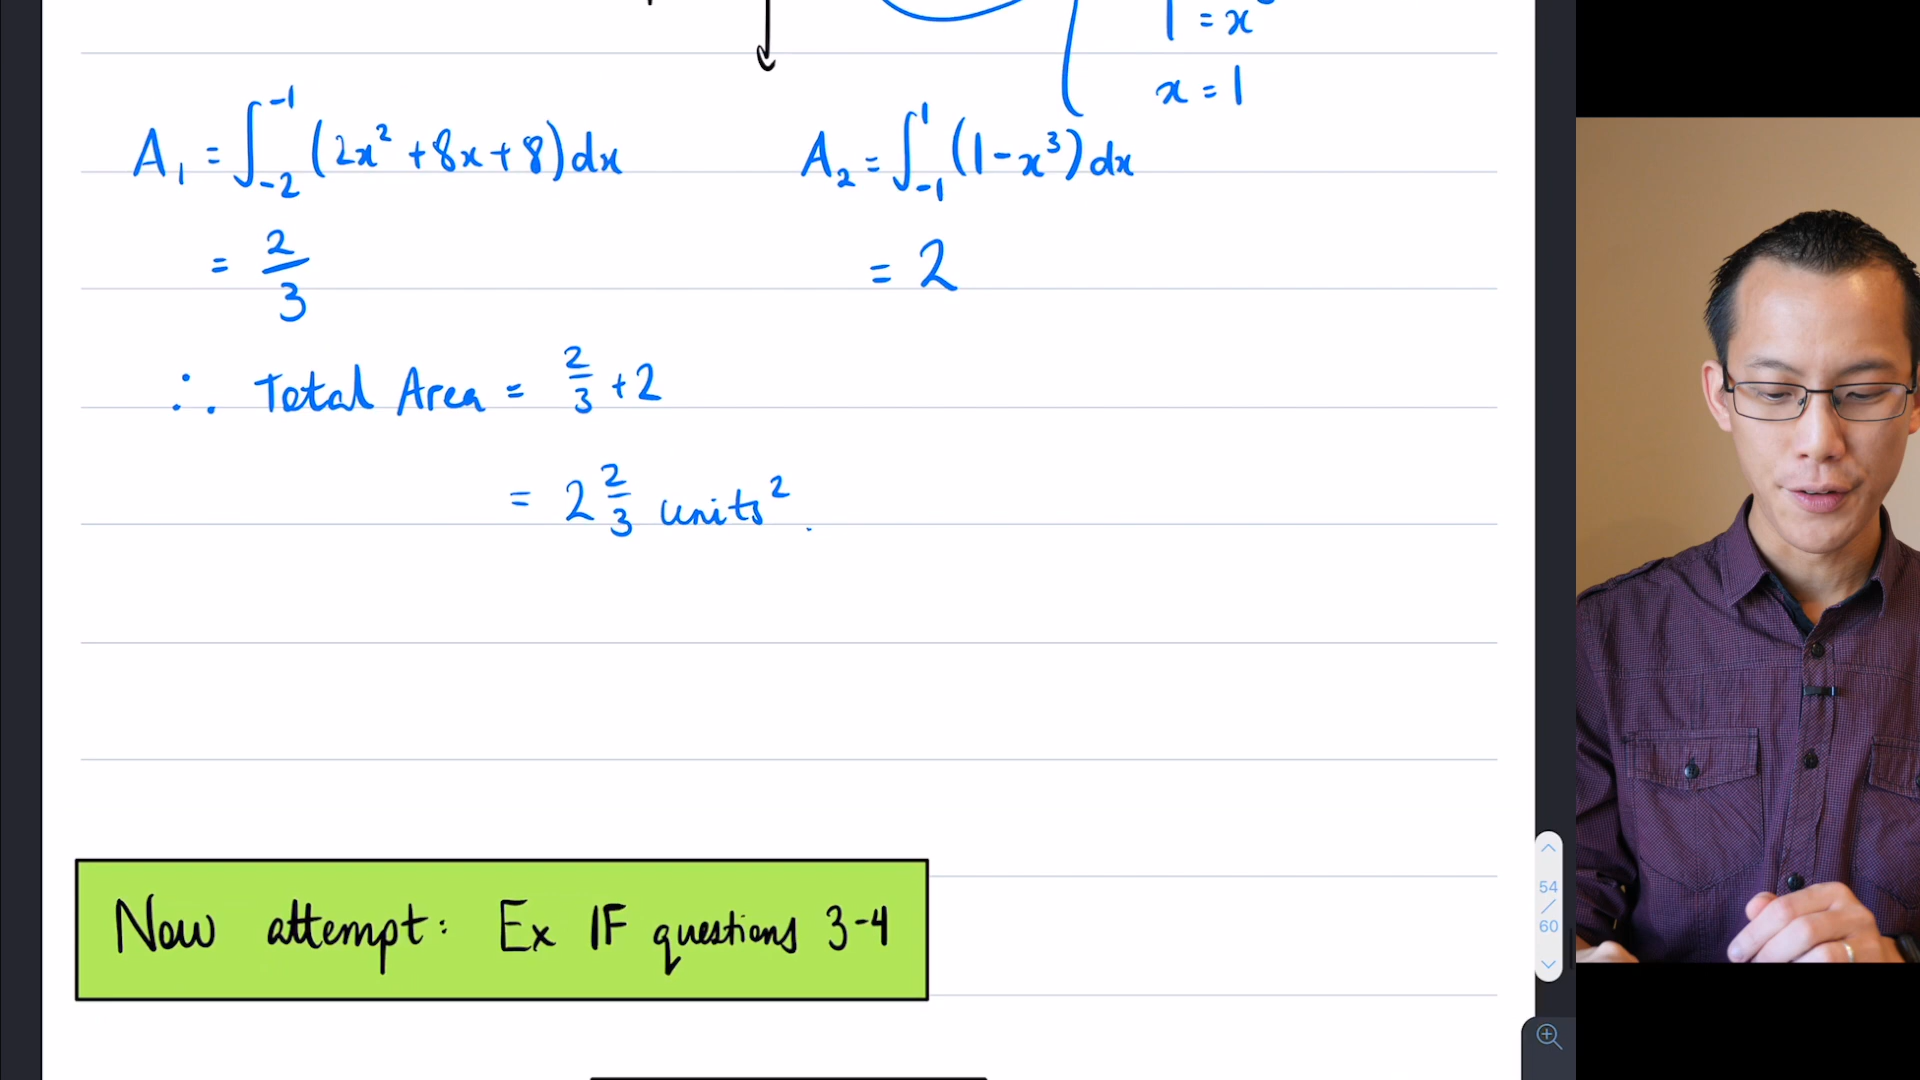 1 = x
x = 1
A₁ = ∫₋₂⁻¹ (2x² + 8x + 8) dx
A₂ = ∫₋₁¹ (1 - x³) dx
= 2/3
= 2
∴ Total Area = 2/3 + 2
= 2 2/3 units².
Now attempt: Ex 1F questions 3-4
54
/
60